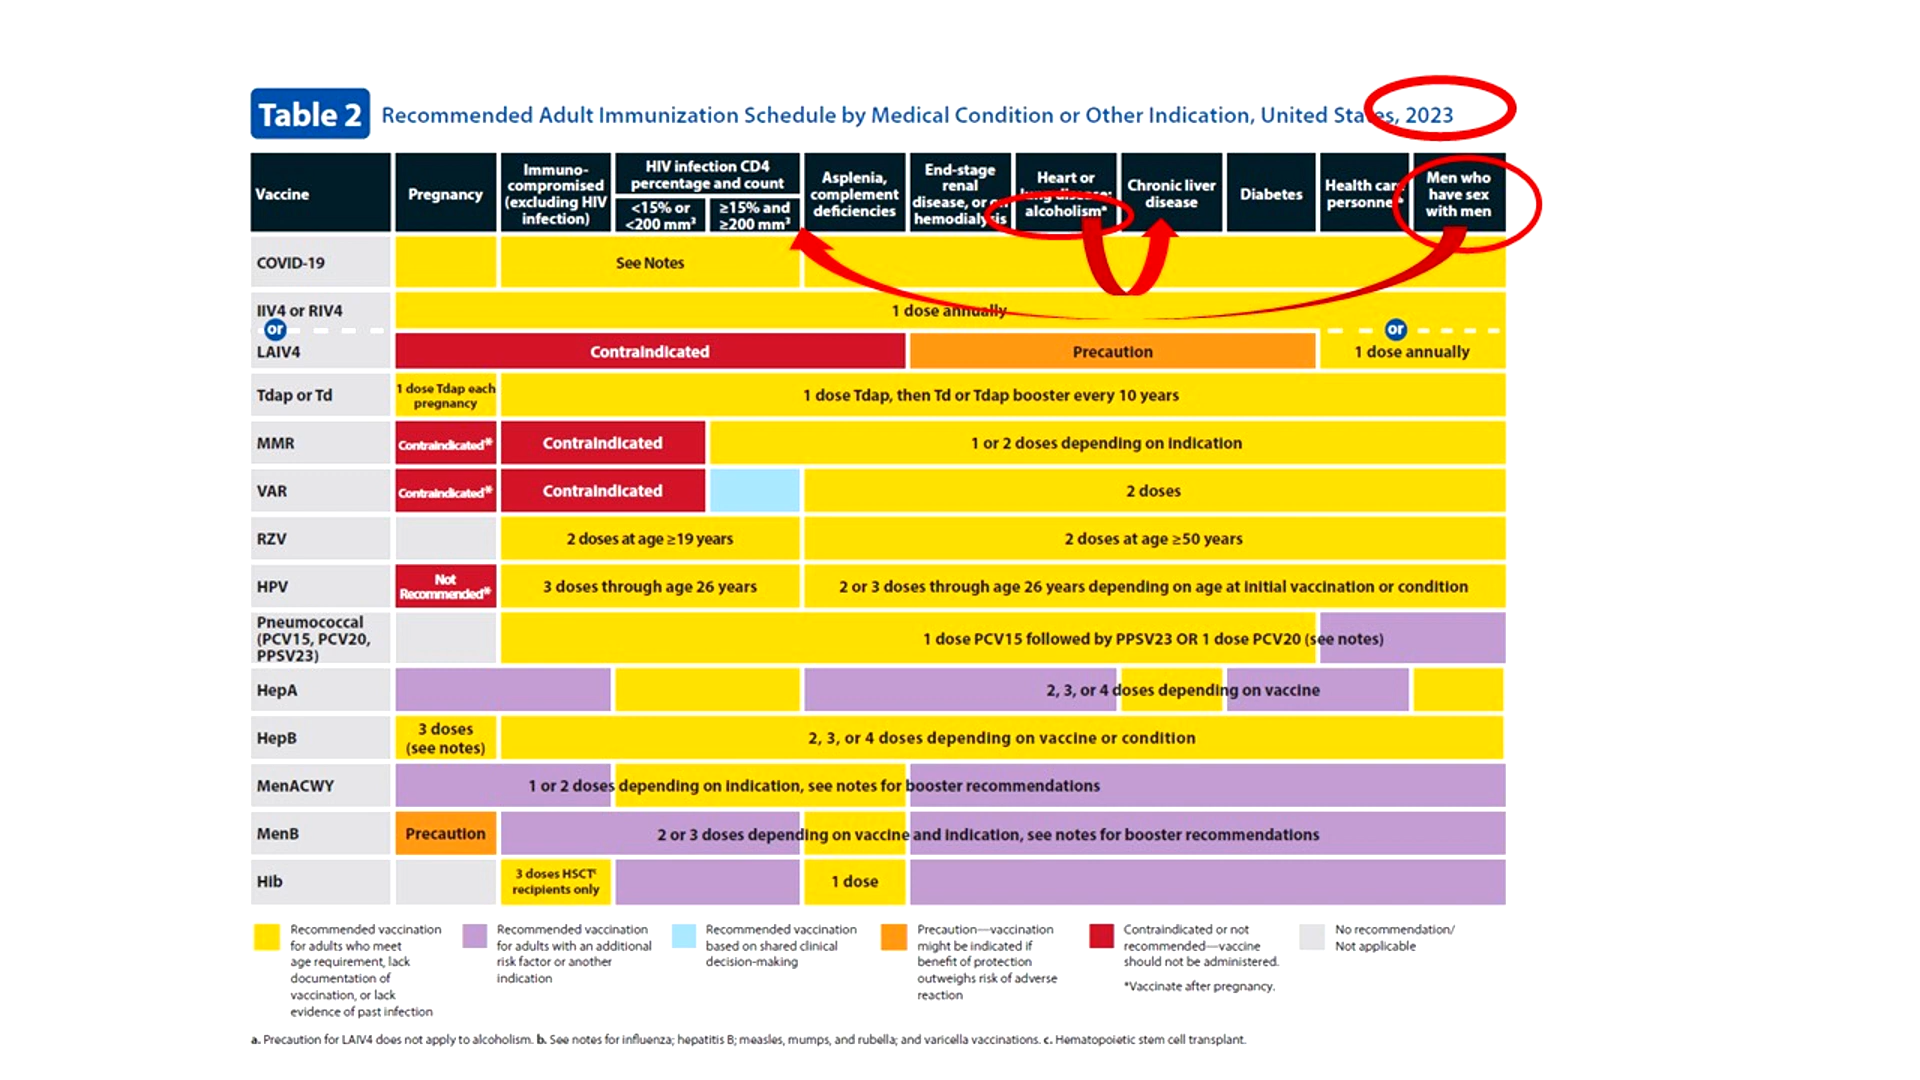 Table 2 Recommended Adult Immunization Schedule by Medical Condition or Other Indication, United States, 2023
Vaccine
Pregnancy
Immuno-
compromised
(excluding HIV
infection)
HIV infection CD4
percentage and count
<15% or
<200 mm³
≥15% and
≥200 mm³
Asplenia,
complement
deficiencies
End-stage
renal
disease, or on
hemodialysis
Heart or
lung disease;
alcoholismᵃ
Chronic liver
disease
Diabetes
Health care
personnelᵇ
Men who
have sex
with men
COVID-19
See Notes
IIV4 or RIV4
1 dose annually
or
or
LAIV4
Contraindicated
Precaution
1 dose annually
Tdap or Td
1 dose Tdap each
pregnancy
1 dose Tdap, then Td or Tdap booster every 10 years
MMR
Contraindicated*
Contraindicated
1 or 2 doses depending on indication
VAR
Contraindicated*
Contraindicated
2 doses
RZV
2 doses at age ≥19 years
2 doses at age ≥50 years
HPV
Not
Recommended*
3 doses through age 26 years
2 or 3 doses through age 26 years depending on age at initial vaccination or condition
Pneumococcal
(PCV15, PCV20,
PPSV23)
1 dose PCV15 followed by PPSV23 OR 1 dose PCV20 (see notes)
HepA
2, 3, or 4 doses depending on vaccine
HepB
3 doses
(see notes)
2, 3, or 4 doses depending on vaccine or condition
MenACWY
1 or 2 doses depending on indication, see notes for booster recommendations
MenB
Precaution
2 or 3 doses depending on vaccine and indication, see notes for booster recommendations
Hib
3 doses HSCTᶜ
recipients only
1 dose
Recommended vaccination
for adults who meet
age requirement, lack
documentation of
vaccination, or lack
evidence of past infection
Recommended vaccination
for adults with an additional
risk factor or another
indication
Recommended vaccination
based on shared clinical
decision-making
Precaution—vaccination
might be indicated if
benefit of protection
outweighs risk of adverse
reaction
Contraindicated or not
recommended—vaccine
should not be administered.
*Vaccinate after pregnancy.
No recommendation/
Not applicable
a. Precaution for LAIV4 does not apply to alcoholism. b. See notes for influenza; hepatitis B; measles, mumps, and rubella; and varicella vaccinations. c. Hematopoietic stem cell transplant.